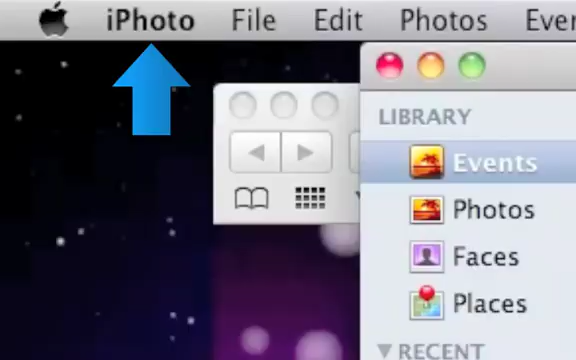 iPhoto File Edit Photos
LIBRARY
Events
Photos
Faces
Places
RECENT